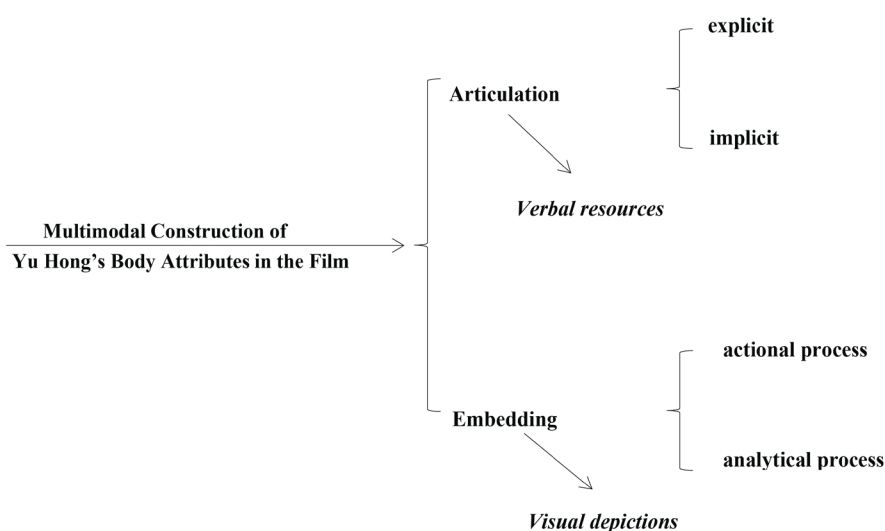 explicit
Articulation
implicit
Verbal resources
Multimodal Construction of
Yu Hong’s Body Attributes in the Film
actional process
Embedding
analytical process
Visual depictions